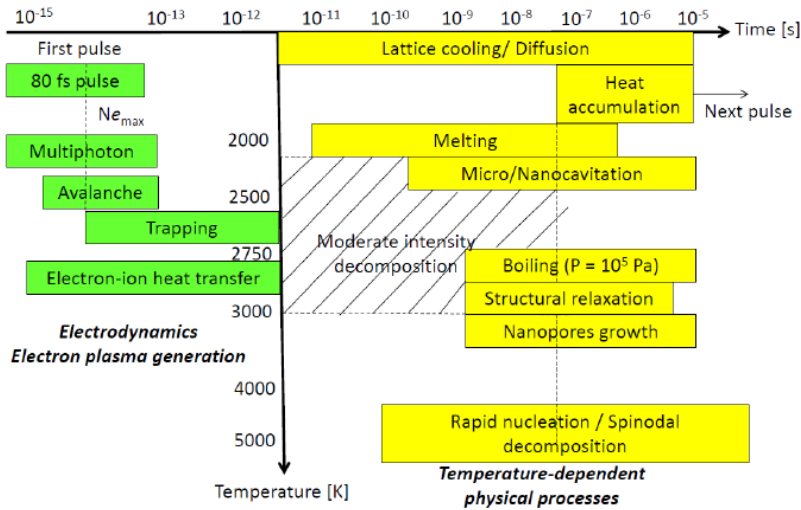 10⁻¹⁵ 10⁻¹³ 10⁻¹² 10⁻¹¹ 10⁻¹⁰ 10⁻⁹ 10⁻⁸ 10⁻⁷ 10⁻⁶ 10⁻⁵
Time [s]
First pulse
80 fs pulse
Ne_max
Multiphoton
Avalanche
Trapping
Electron-ion heat transfer
Electrodynamics
Electron plasma generation
2000
2500
2750
3000
4000
5000
Temperature [K]
Lattice cooling/ Diffusion
Heat
accumulation
Next pulse
Melting
Micro/Nanocavitation
Moderate intensity
decomposition
Boiling (P = 10⁵ Pa)
Structural relaxation
Nanopores growth
Rapid nucleation / Spinodal
decomposition
Temperature-dependent
physical processes